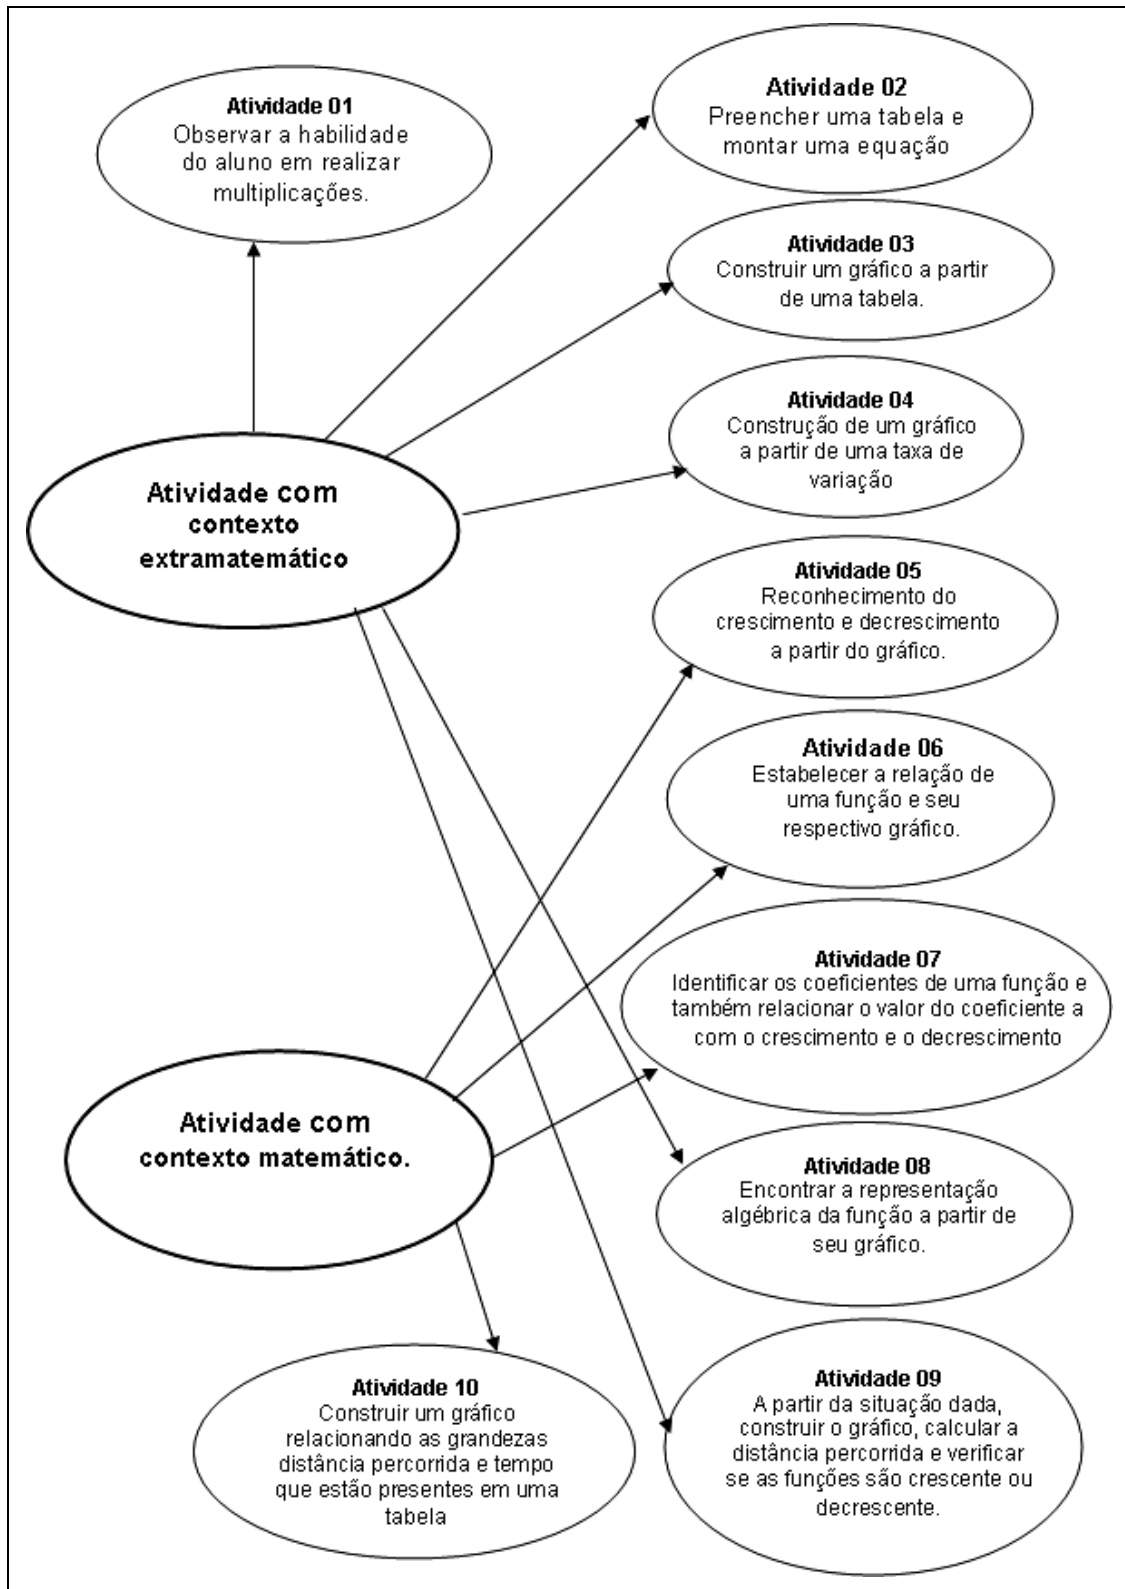 Atividade 01
Observar a habilidade
do aluno em realizar
multiplicações.
Atividade 02
Preencher uma tabela e
montar uma equação
Atividade 03
Construir um gráfico a partir
de uma tabela.
Atividade 04
Construção de um gráfico
a partir de uma taxa de
variação
Atividade com
contexto
extramatemático
Atividade 05
Reconhecimento do
crescimento e decrescimento
a partir do gráfico.
Atividade 06
Estabelecer a relação de
uma função e seu
respectivo gráfico.
Atividade 07
Identificar os coeficientes de uma função e
também relacionar o valor do coeficiente a
com o crescimento e o decrescimento
Atividade com
contexto matemático.
Atividade 08
Encontrar a representação
algébrica da função a partir de
seu gráfico.
Atividade 09
A partir da situação dada,
construir o gráfico, calcular a
distância percorrida e verificar
se as funções são crescente ou
decrescente.
Atividade 10
Construir um gráfico
relacionando as grandezas
distância percorrida e tempo
que estão presentes em uma
tabela